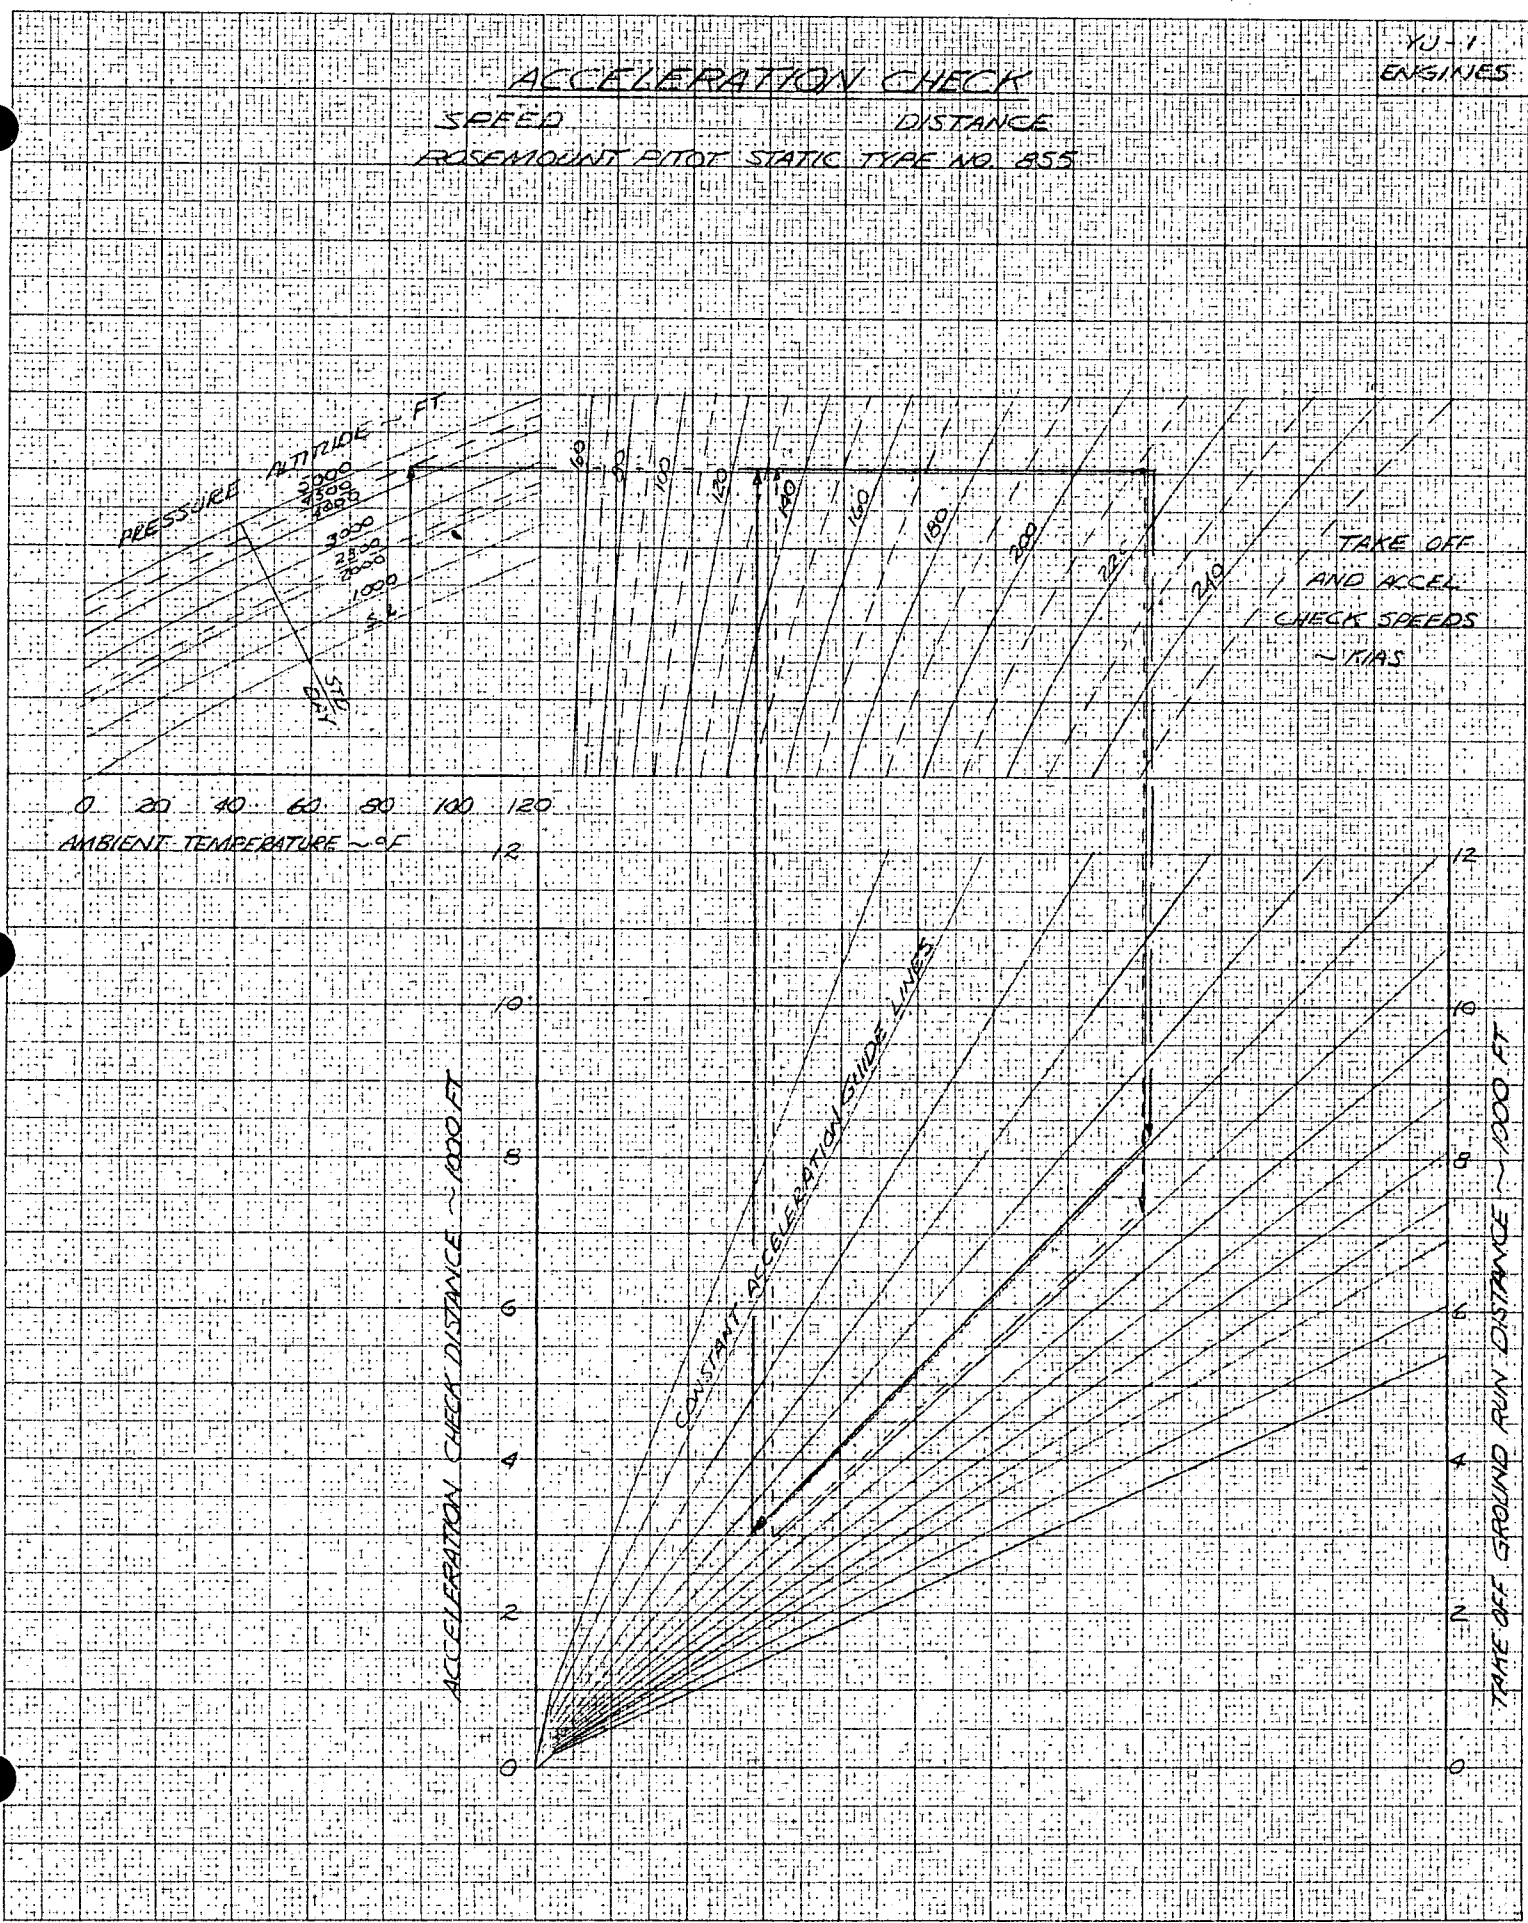 YJ-1
ENGINES
ACCELERATION CHECK
SPEED DISTANCE
ROSEMOUNT PITOT STATIC TYPE NO. 855
PRESSURE ALTITUDE ~ FT
5000
4500
4000
3000
2500
2000
1000
S.L.
STD
DAY
60
80
100
120
140
160
180
200
220
240
TAKE OFF
AND ACCEL
CHECK SPEEDS
~ KIAS
0 20 40 60 80 100 120
AMBIENT TEMPERATURE ~ °F
12
10
8
6
4
2
0
ACCELERATION CHECK DISTANCE ~ 1000 FT
CONSTANT ACCELERATION GUIDE LINES
12
10
8
6
4
2
0
TAKE OFF GROUND RUN DISTANCE ~ 1000 FT